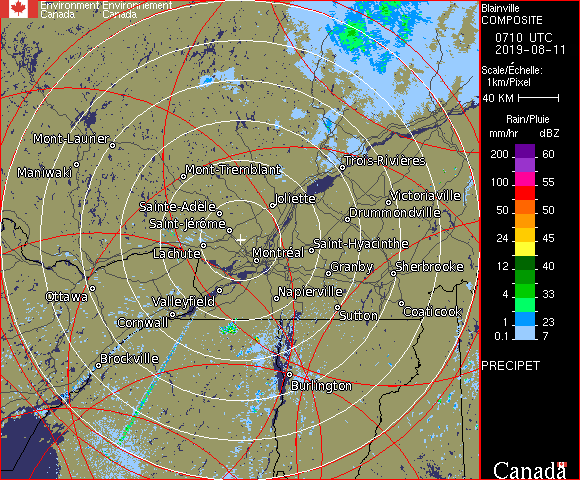 Environment Environnement
Canada Canada
Blainville
COMPOSITE
0710 UTC
2019-08-11
Scale/Échelle:
1km/Pixel
40 KM
Rain/Pluie
mm/hr dBZ
200 60
100 55
50 50
24 45
12 40
4 33
1 23
0.1 7
PRECIPET
Mont-Laurier
Maniwaki
Mont-Tremblant
Trois-Rivières
Joliette
Victoriaville
Sainte-Adèle
Drummondville
Saint-Jérôme
Saint-Hyacinthe
Lachute
Montréal
Granby
Sherbrooke
Ottawa
Valleyfield
Napierville
Cornwall
Sutton
Coaticook
Brockville
Burlington
Canada